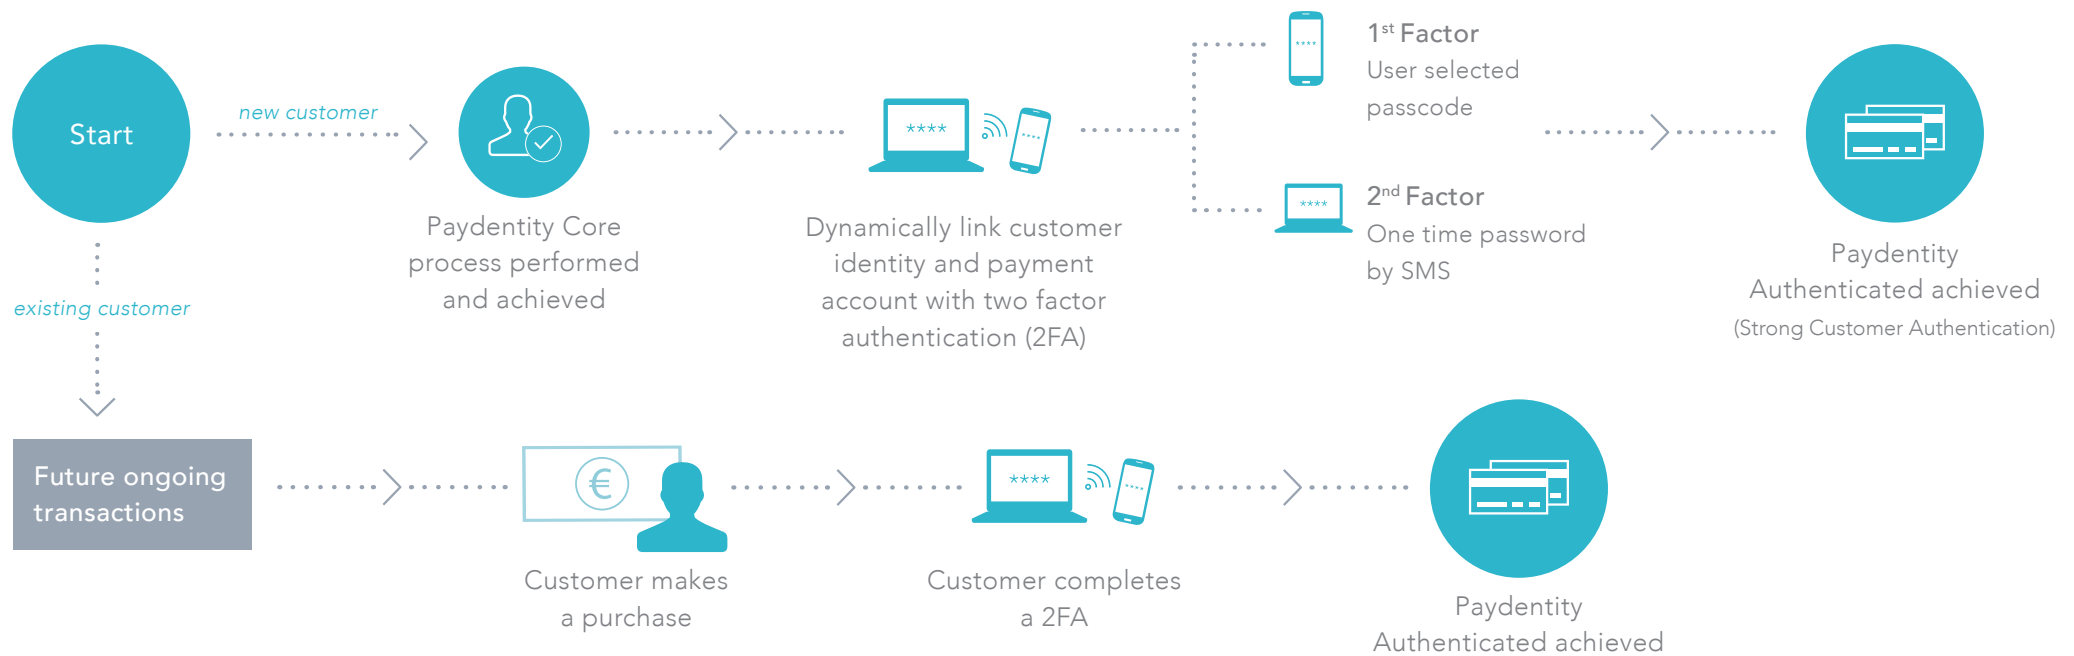 Start
new customer
Paydentity Core
process performed
and achieved
****
****
Dynamically link customer
identity and payment
account with two factor
authentication (2FA)
****
1st Factor
User selected
passcode
****
2nd Factor
One time password
by SMS
Paydentity
Authenticated achieved
(Strong Customer Authentication)
existing customer
Future ongoing
transactions
€
Customer makes
a purchase
****
****
Customer completes
a 2FA
Paydentity
Authenticated achieved